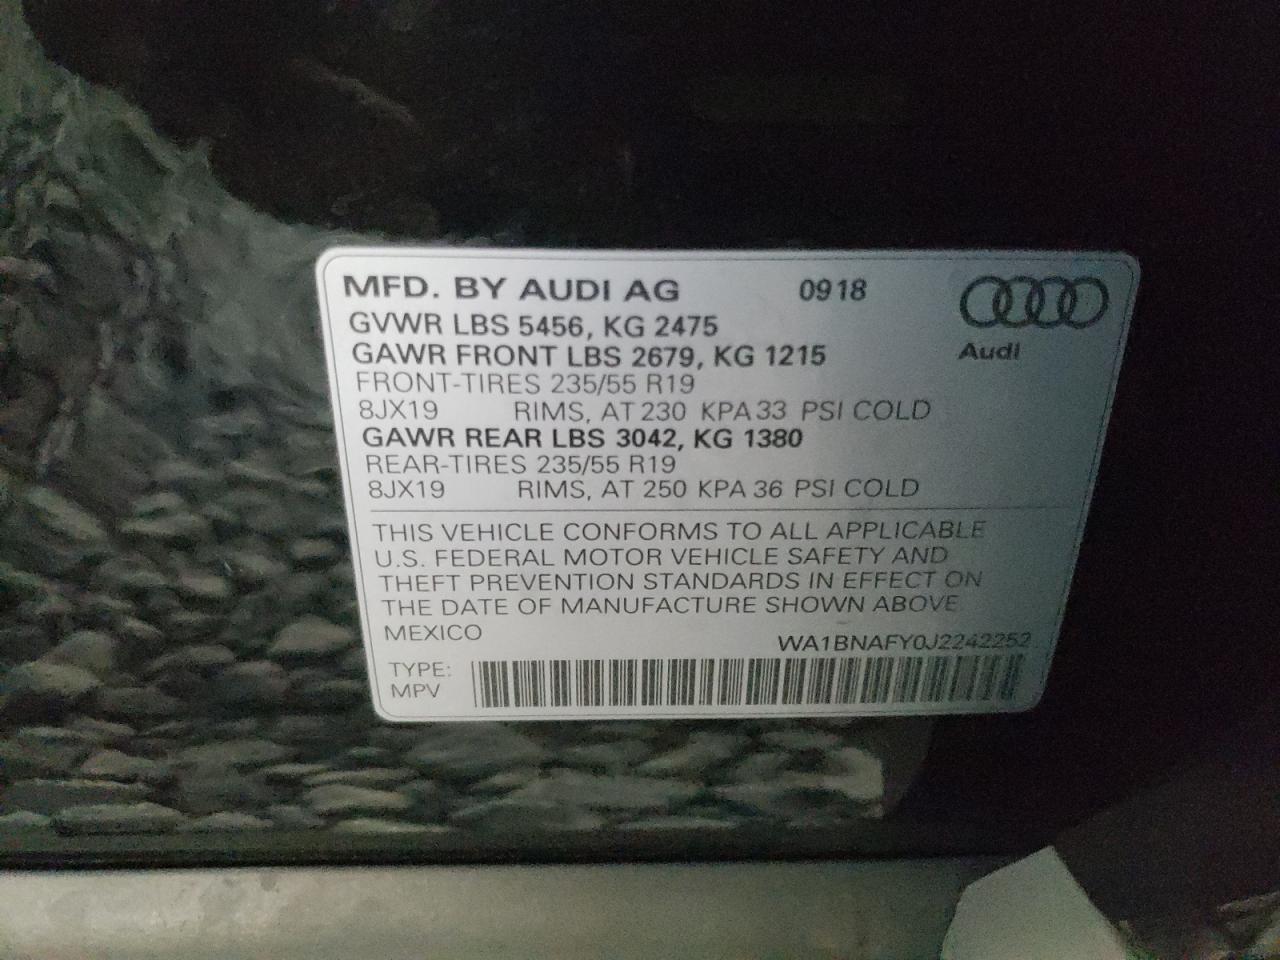 MFD. BY AUDI AG 0918
GVWR LBS 5456, KG 2475
GAWR FRONT LBS 2679, KG 1215
Audi
FRONT-TIRES 235/55 R19
8JX19 RIMS, AT 230 KPA 33 PSI COLD
GAWR REAR LBS 3042, KG 1380
REAR-TIRES 235/55 R19
8JX19 RIMS, AT 250 KPA 36 PSI COLD
THIS VEHICLE CONFORMS TO ALL APPLICABLE
U.S. FEDERAL MOTOR VEHICLE SAFETY AND
THEFT PREVENTION STANDARDS IN EFFECT ON
THE DATE OF MANUFACTURE SHOWN ABOVE
MEXICO WA1BNAFY0J2242252
TYPE:
MPV